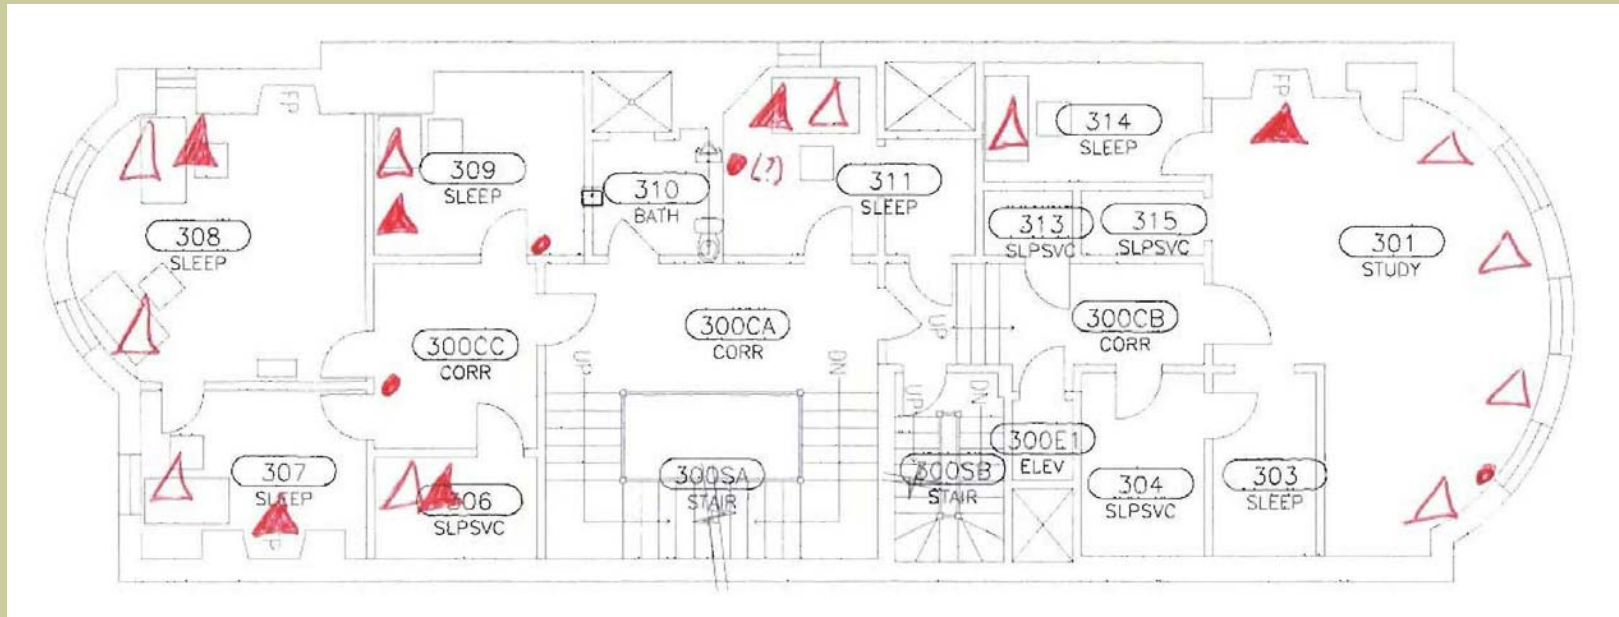 FP
FP
314
SLEEP
309
SLEEP
(?)
310
BATH
311
SLEEP
313
SLPSVC
315
SLPSVC
308
SLEEP
301
STUDY
300CC
CORR
300CA
CORR
UP
300CB
CORR
UP
DN
UP
DN
300E1
ELEV
307
SLEEP
306
SLPSVC
300SA
STAIR
300SB
STAIR
304
SLPSVC
303
SLEEP